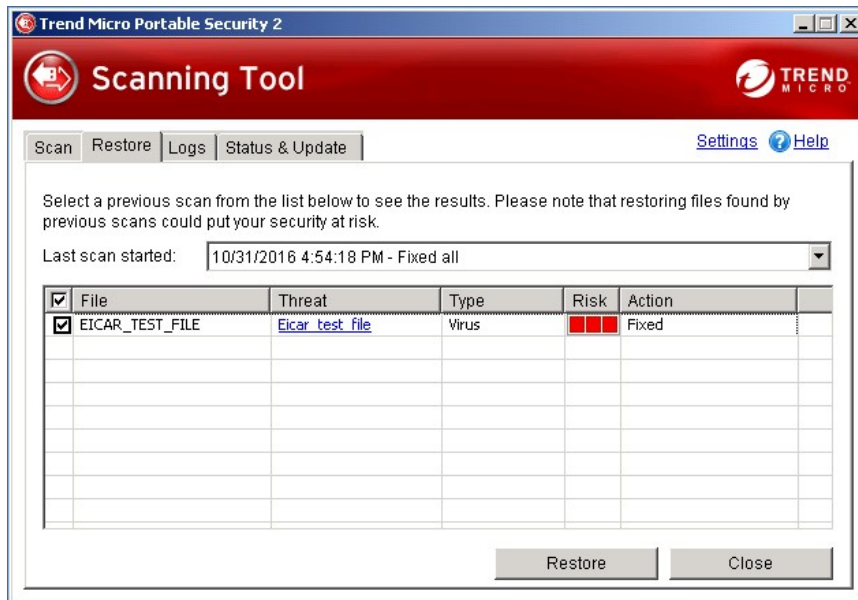 Trend Micro Portable Security 2
Scanning Tool
TREND
MICRO
Scan Restore Logs Status & Update Settings Help
Select a previous scan from the list below to see the results. Please note that restoring files found by
previous scans could put your security at risk.
Last scan started: 10/31/2016 4:54:18 PM - Fixed all
File Threat Type Risk Action
EICAR_TEST_FILE Eicar_test_file Virus Fixed
Restore Close